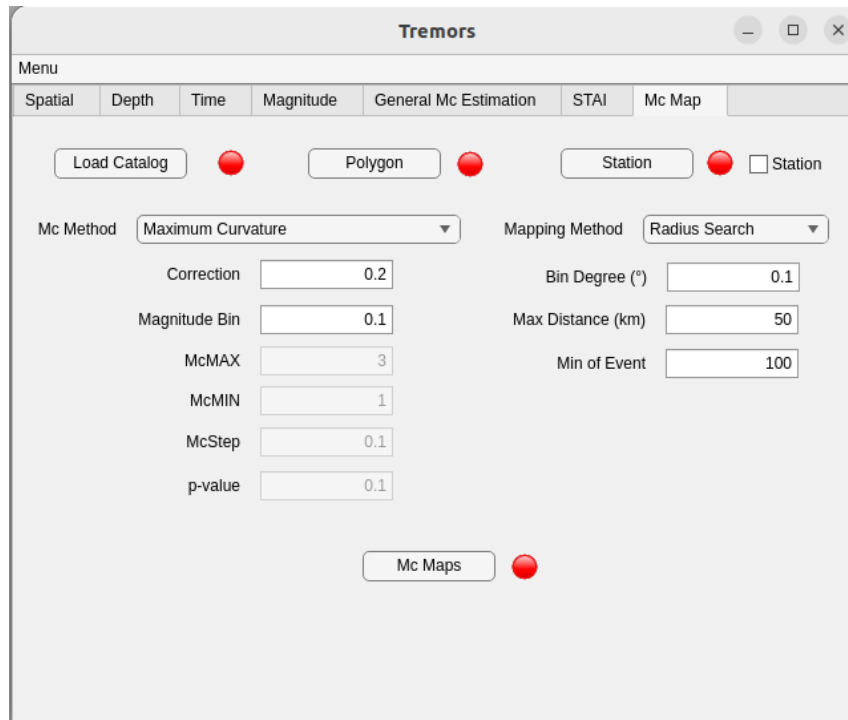 Tremors
Menu
Spatial Depth Time Magnitude General Mc Estimation STAI Mc Map
Load Catalog Polygon Station Station
Mc Method Maximum Curvature Mapping Method Radius Search
Correction 0.2 Bin Degree (°) 0.1
Magnitude Bin 0.1 Max Distance (km) 50
McMAX 3 Min of Event 100
McMIN 1
McStep 0.1
p-value 0.1
Mc Maps